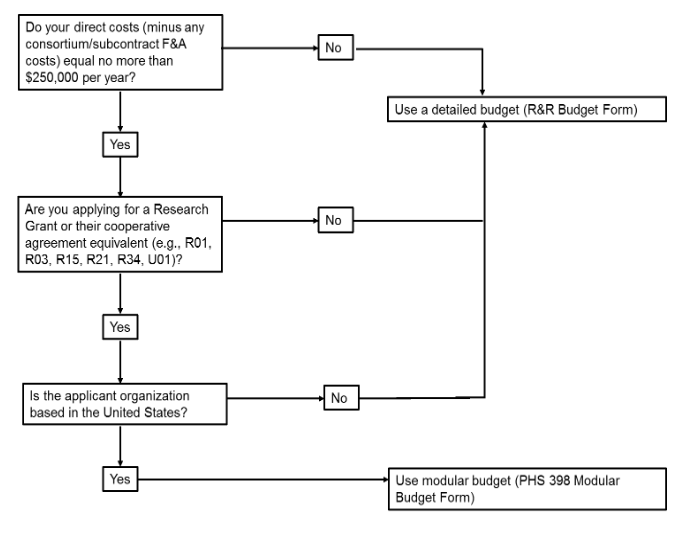 Do your direct costs (minus any
consortium/subcontract F&A
costs) equal no more than
$250,000 per year?
No
Use a detailed budget (R&R Budget Form)
Yes
Are you applying for a Research
Grant or their cooperative
agreement equivalent (e.g., R01,
R03, R15, R21, R34, U01)?
No
Yes
Is the applicant organization
based in the United States?
No
Yes
Use modular budget (PHS 398 Modular
Budget Form)